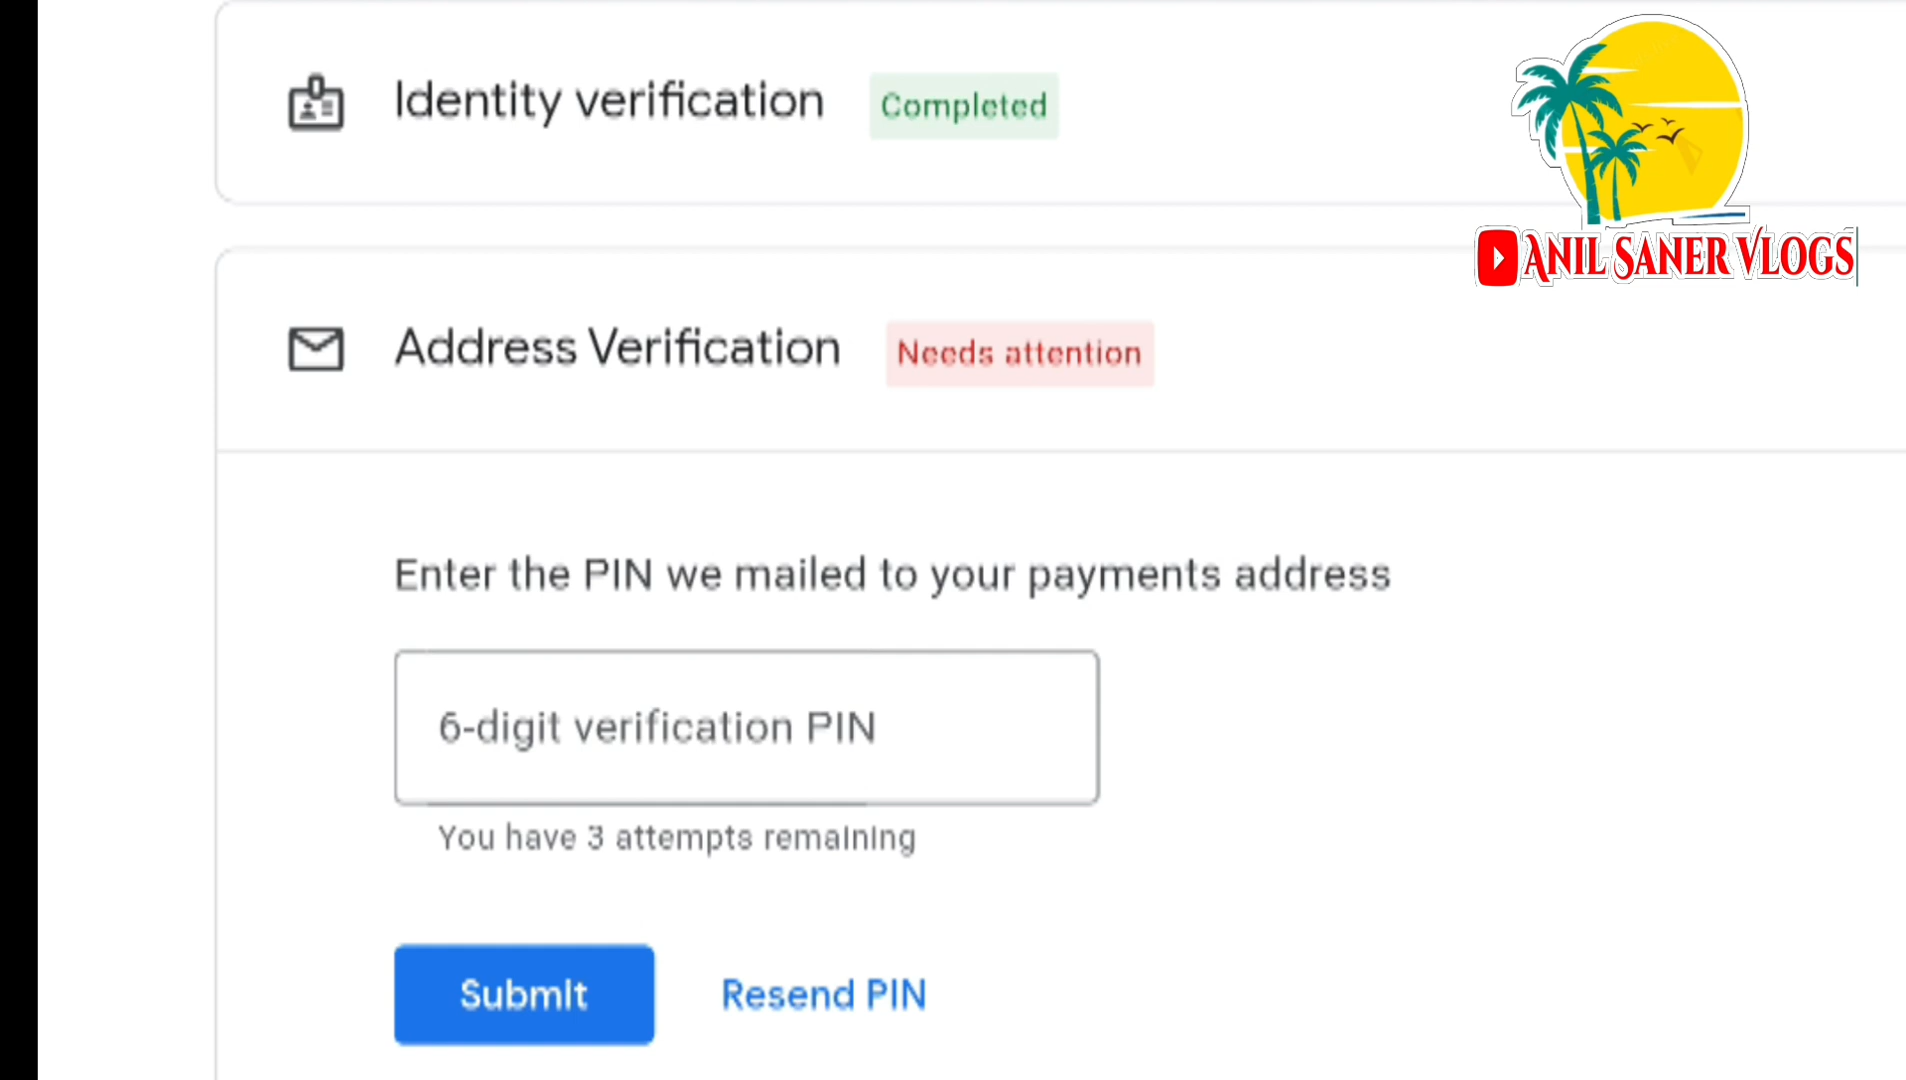 Identity verification Completed
ANIL SANER VLOGS
Address Verification Needs attention
Enter the PIN we mailed to your payments address
6-digit verification PIN
You have 3 attempts remaining
Submit Resend PIN